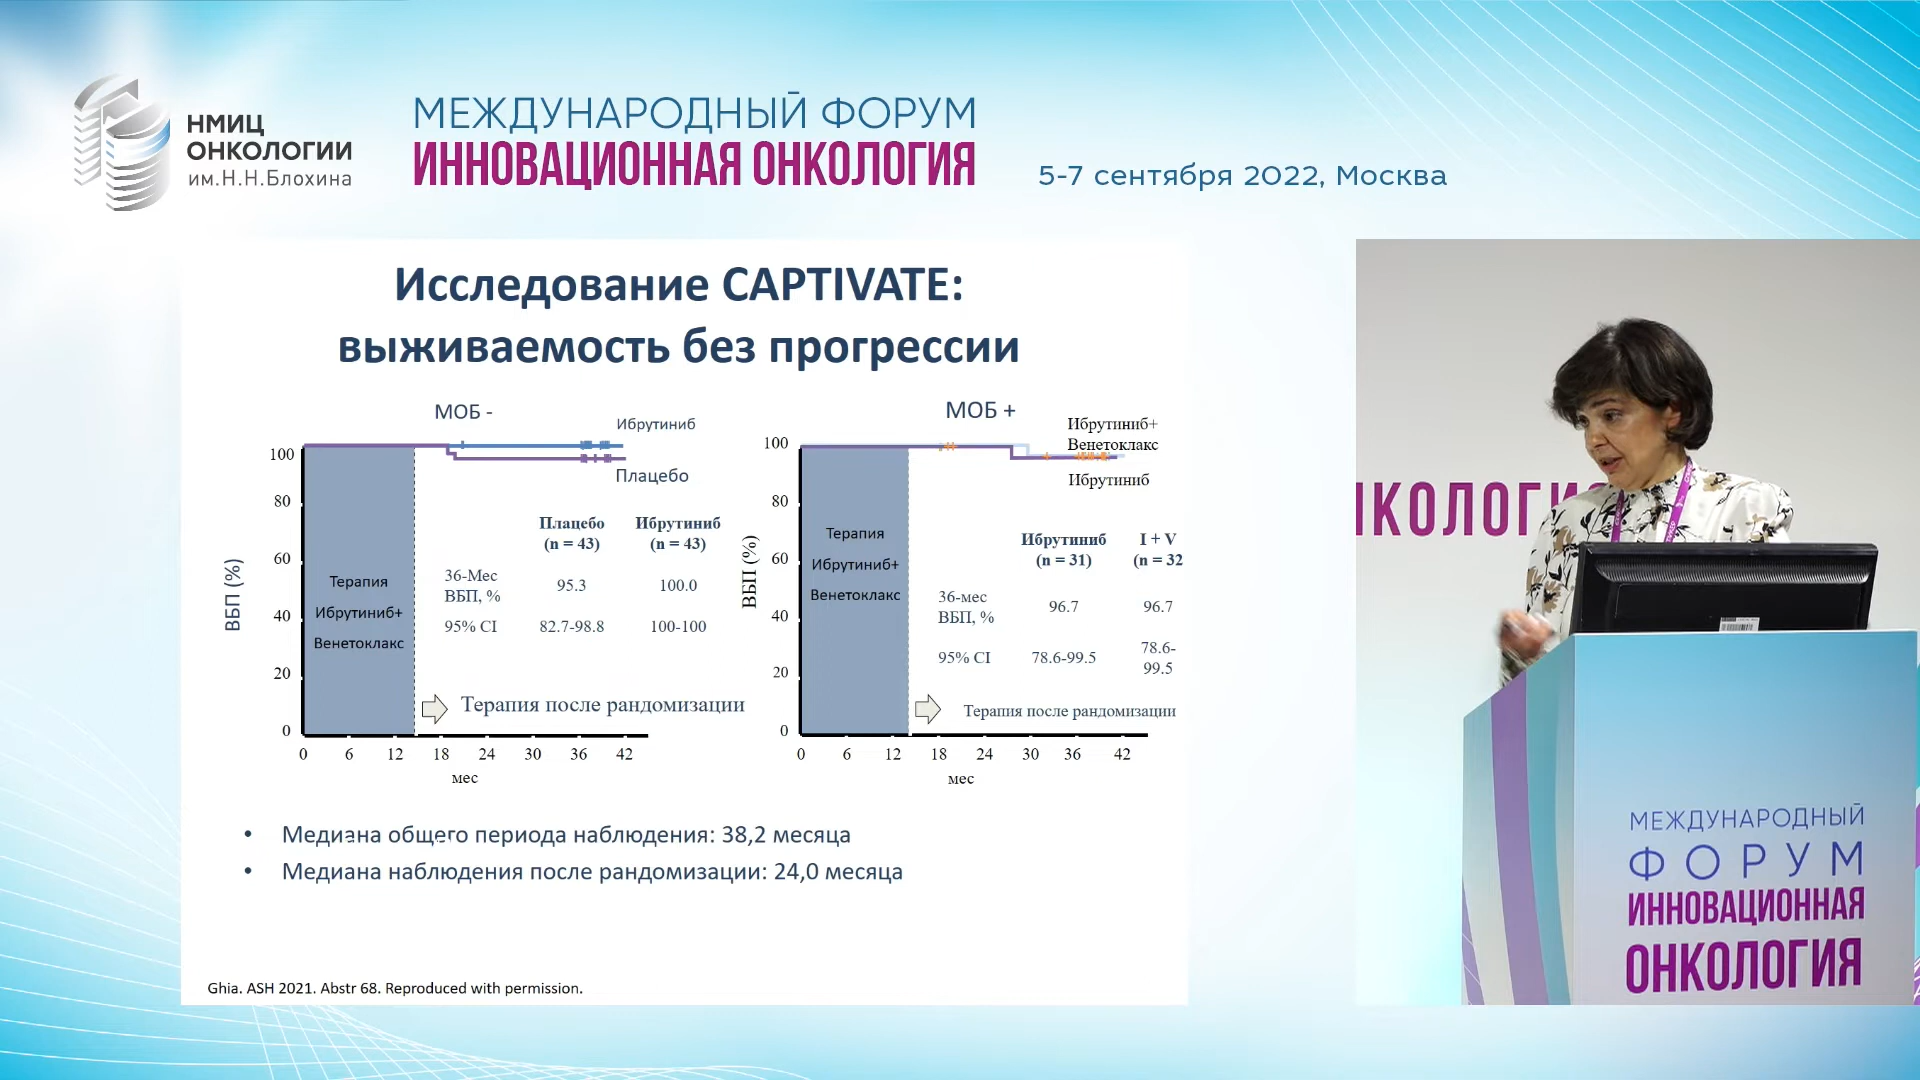 НМИЦ
ОНКОЛОГИИ
им.Н.Н.Блохина
МЕЖДУНАРОДНЫЙ ФОРУМ
ИННОВАЦИОННАЯ ОНКОЛОГИЯ
5-7 сентября 2022, Москва
Исследование CAPTIVATE:
выживаемость без прогрессии
МОБ -
Ибрутиниб
Плацебо
ВБП (%)
100
80
60
40
20
0
Терапия
Ибрутиниб+
Венетоклакс
Плацебо (n = 43) Ибрутиниб (n = 43)
36-Мес ВБП, % 95.3 100.0
95% CI 82.7-98.8 100-100
Терапия после рандомизации
0 6 12 18 24 30 36 42
мес
МОБ +
Ибрутиниб+
Венетоклакс
Ибрутиниб
ВБП (%)
100
80
60
40
20
0
Терапия
Ибрутиниб+
Венетоклакс
Ибрутиниб (n = 31) I + V (n = 32
36-мес ВБП, % 96.7 96.7
95% CI 78.6-99.5 78.6-99.5
Терапия после рандомизации
0 6 12 18 24 30 36 42
мес
• Медиана общего периода наблюдения: 38,2 месяца
• Медиана наблюдения после рандомизации: 24,0 месяца
Ghia. ASH 2021. Abstr 68. Reproduced with permission.
НКОЛОГИ
МЕЖДУНАРОДНЫЙ
ФОРУМ
ИННОВАЦИОННАЯ
ОНКОЛОГИЯ